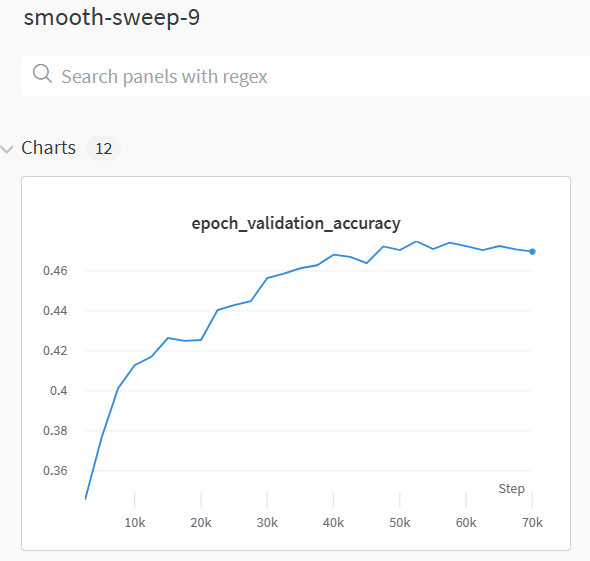 smooth-sweep-9
Search panels with regex
Charts 12
epoch_validation_accuracy
0.46
0.44
0.42
0.4
0.38
0.36
Step
10k 20k 30k 40k 50k 60k 70k